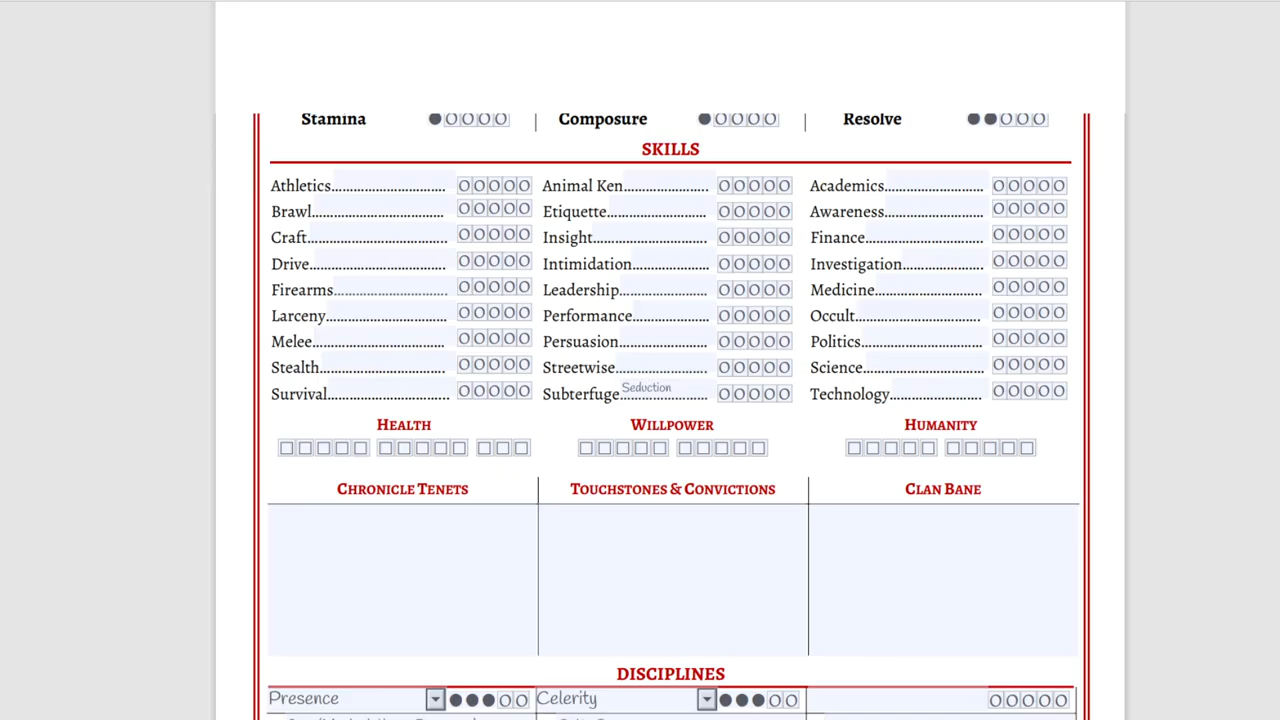 Stamina Composure Resolve
SKILLS
Athletics Animal Ken Academics
Brawl Etiquette Awareness
Craft Insight Finance
Drive Intimidation Investigation
Firearms Leadership Medicine
Larceny Performance Occult
Melee Persuasion Politics
Stealth Streetwise Science
Survival Subterfuge Seduction Technology
HEALTH WILLPOWER HUMANITY
CHRONICLE TENETS TOUCHSTONES & CONVICTIONS CLAN BANE
DISCIPLINES
Presence Celerity